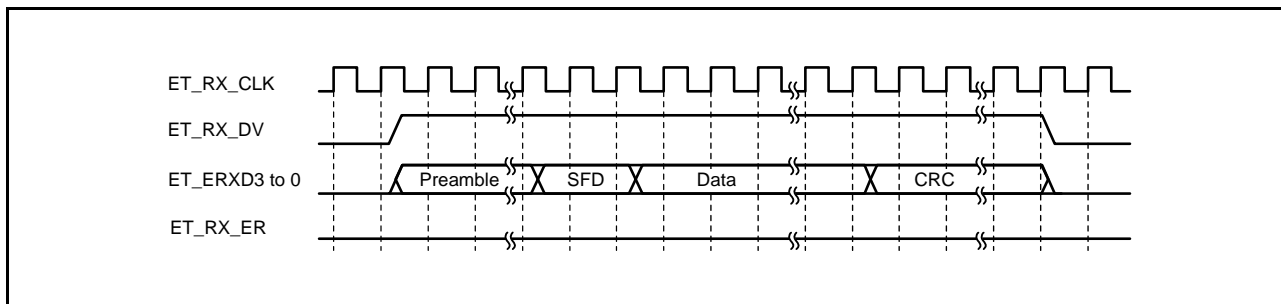 ET_RX_CLK
ET_RX_DV
ET_ERXD3 to 0
Preamble SFD Data CRC
ET_RX_ER